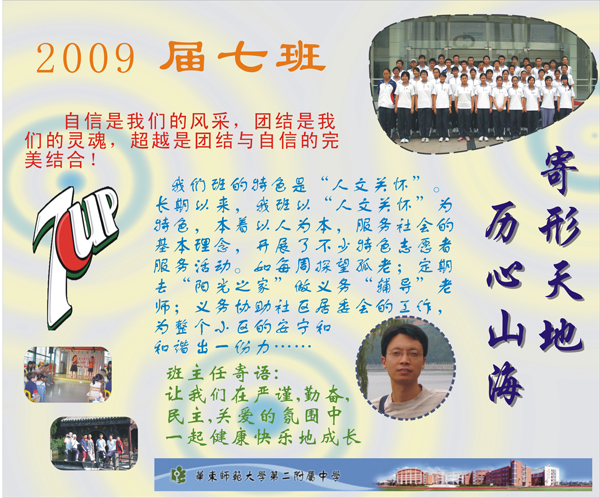 2009 届七班
自信是我们的风采，团结是我
们的灵魂，超越是团结与自信的完
美结合！
7UP
我们班的特色是“人文关怀”。
长期以来，我班以“人文关怀”为
特色，本着以人为本，服务社会的
基本理念，开展了不少特色志愿者
服务活动。如每周探望孤老；定期
去“阳光之家”做义务“辅导”老
师；义务协助社区居委会的工作，
为整个小区的安宁和
和谐出一份力……
寄形天地
历心山海
班主任寄语：
让我们在严谨,勤奋,
民主,关爱的氛围中
一起健康快乐地成长
華東师范大学第二附属中学